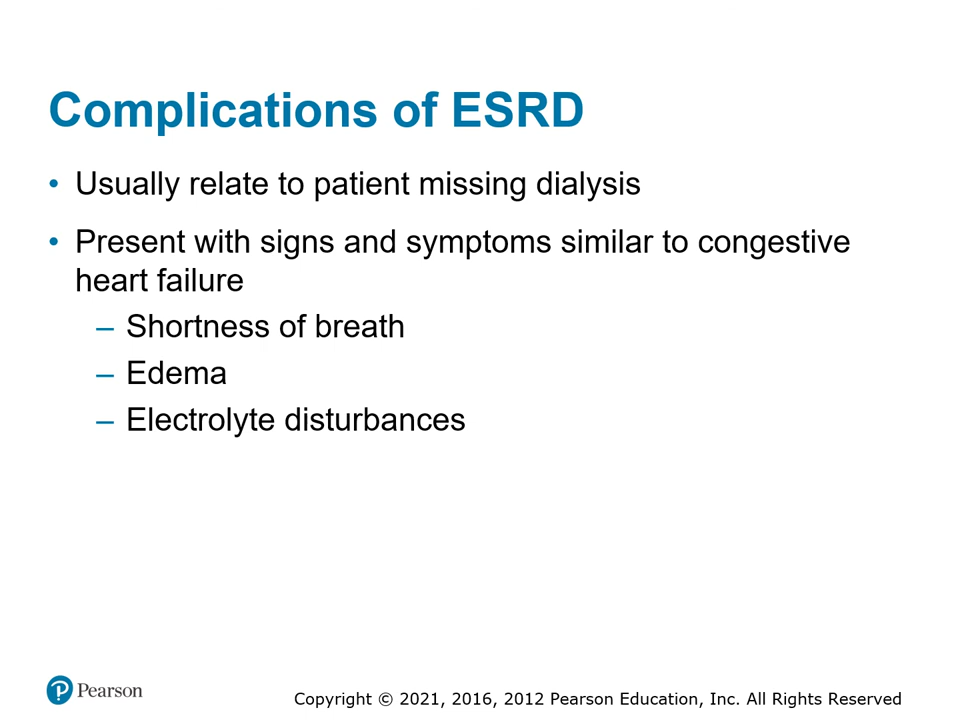 Complications of ESRD
• Usually relate to patient missing dialysis
• Present with signs and symptoms similar to congestive
heart failure
– Shortness of breath
– Edema
– Electrolyte disturbances
Pearson
Copyright © 2021, 2016, 2012 Pearson Education, Inc. All Rights Reserved